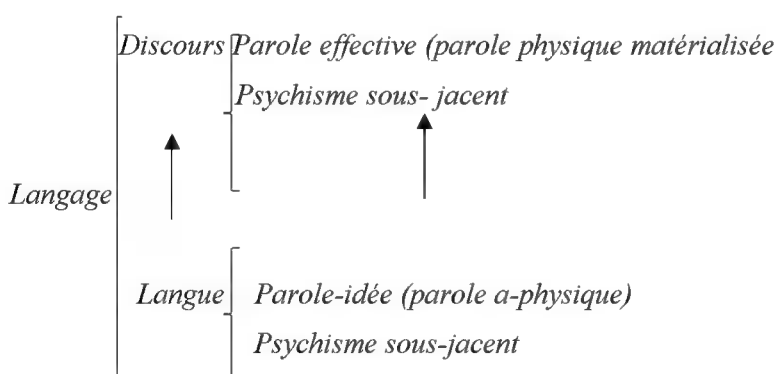 Discours Parole effective (parole physique matérialisée
Psychisme sous- jacent
Langage
Langue Parole-idée (parole a-physique)
Psychisme sous-jacent